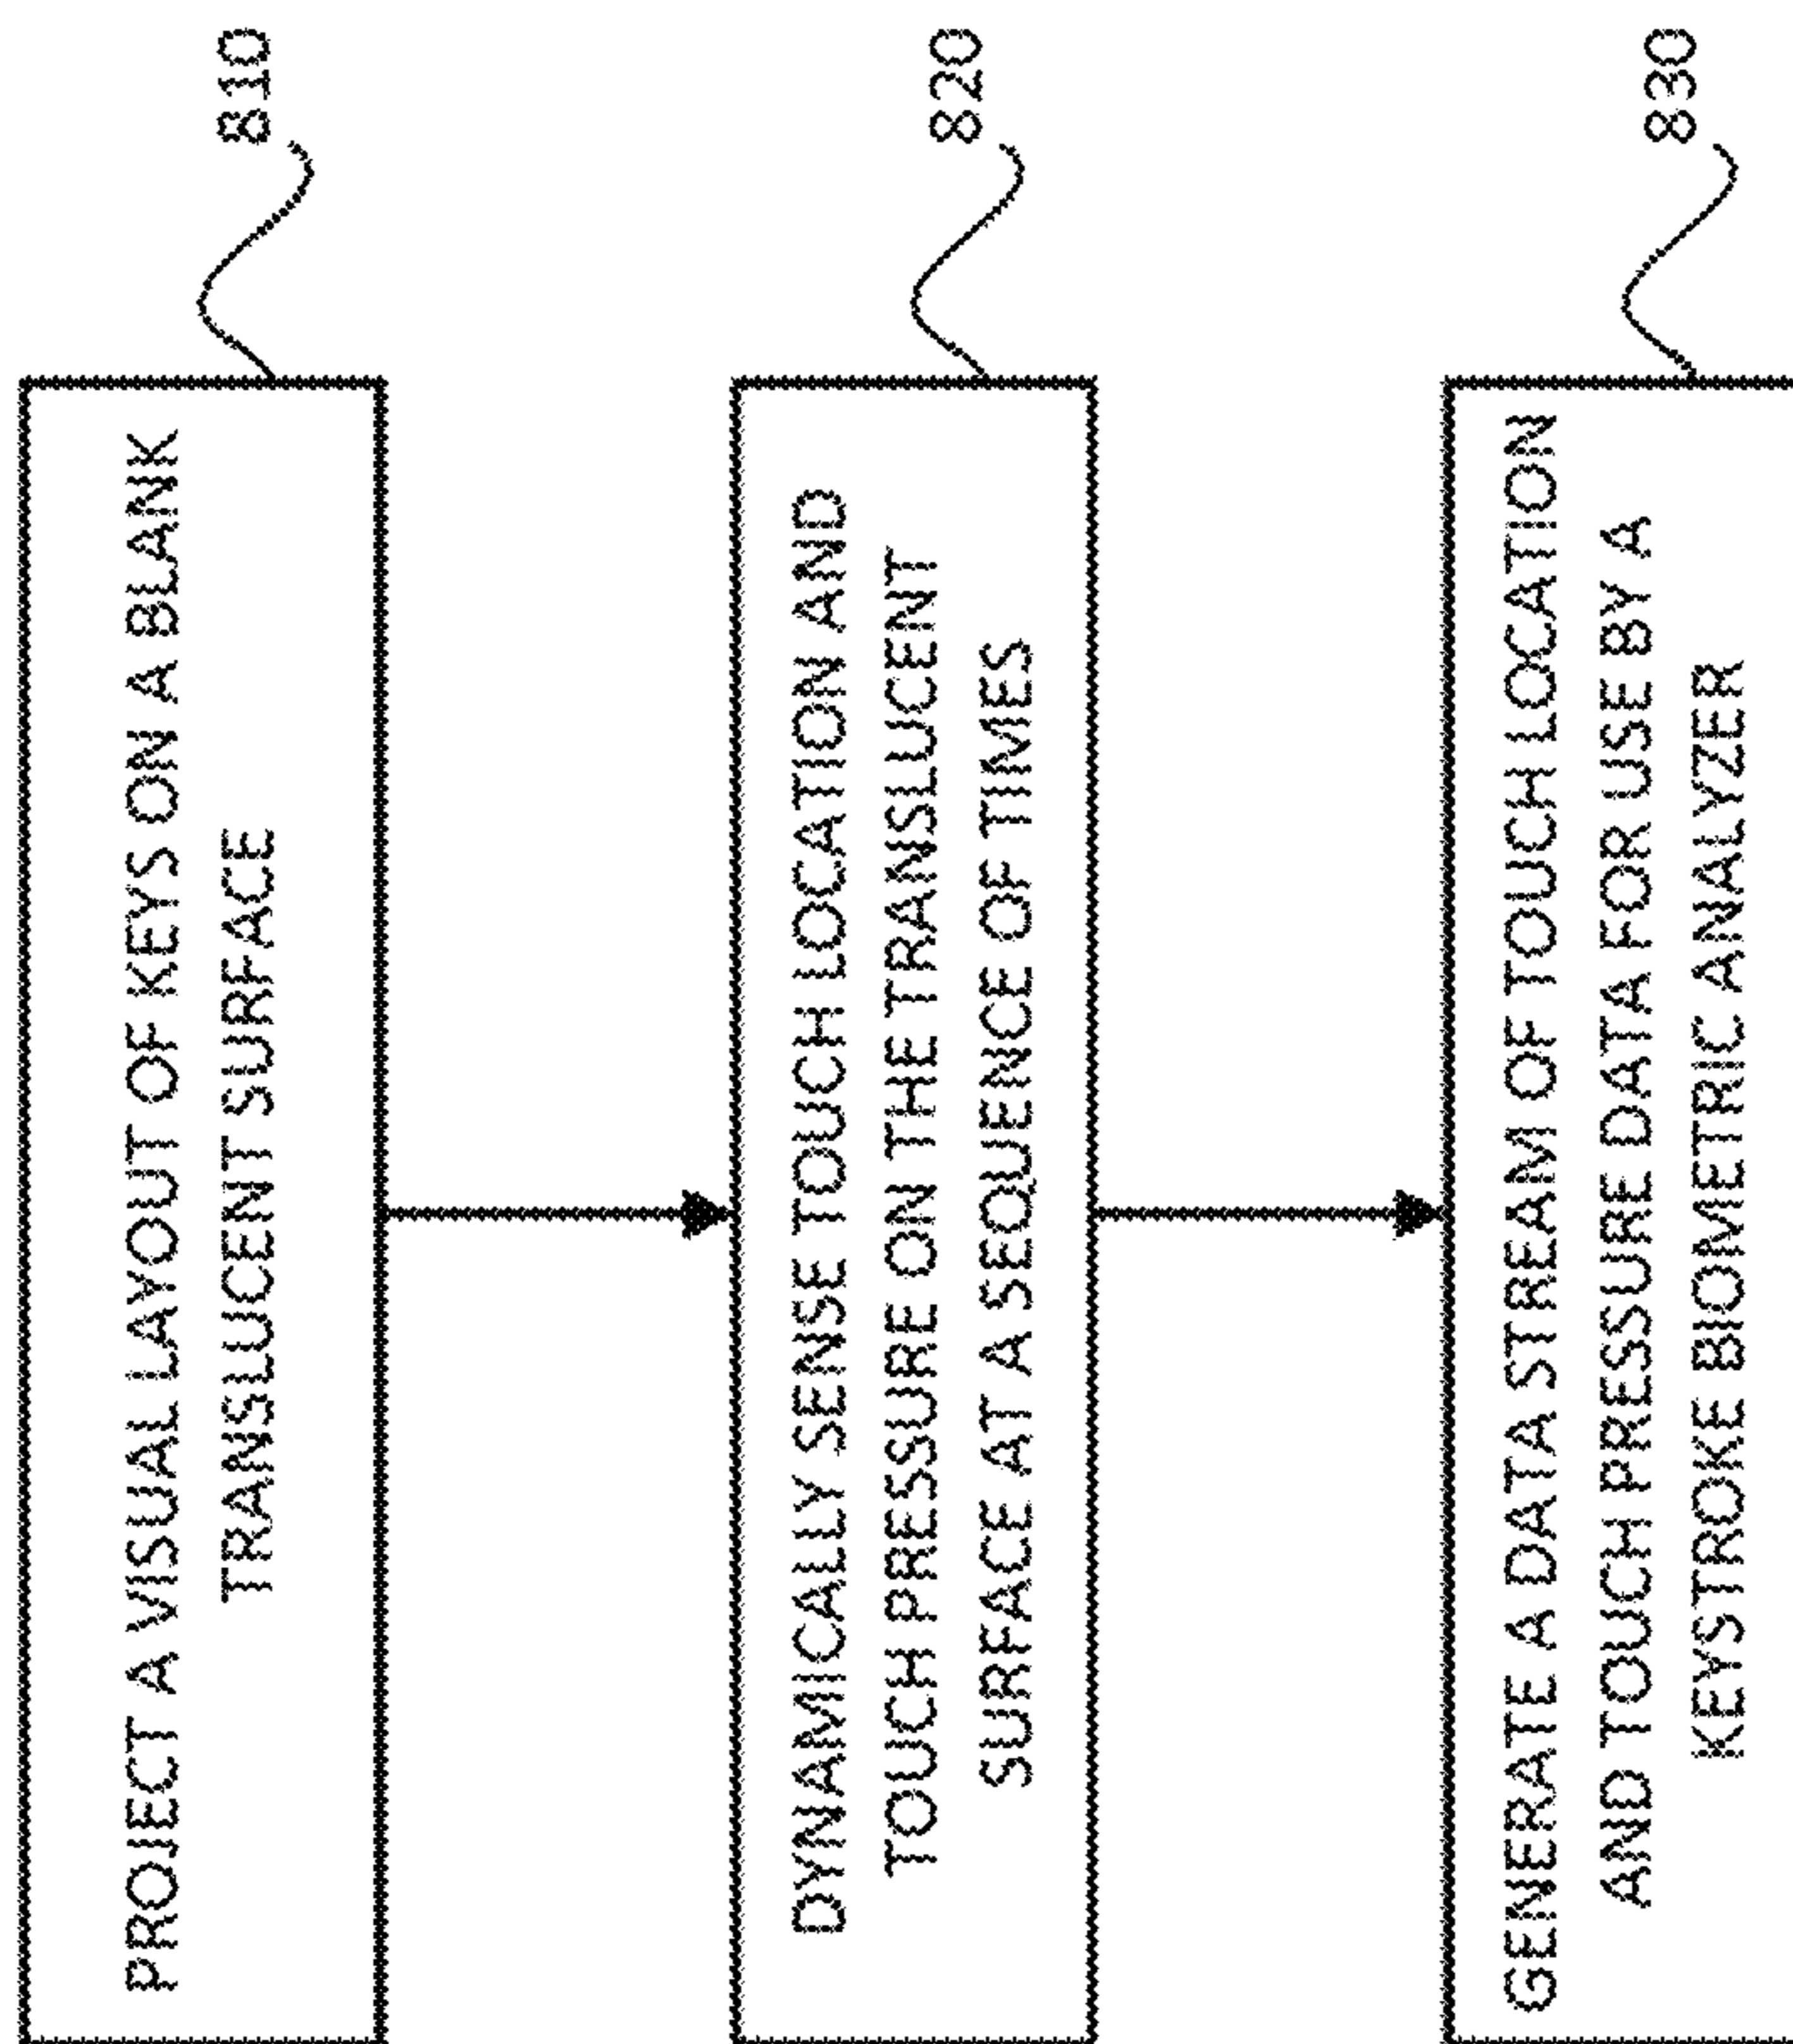 PROJECT A VISUAL LAYOUT OF KEYS ON A BLANK
TRANSLUCENT SURFACE
810
DYNAMICALLY SENSE TOUCH LOCATION AND
TOUCH PRESSURE ON THE TRANSLUCENT
SURFACE AT A SEQUENCE OF TIMES
820
GENERATE A DATA STREAM OF TOUCH LOCATION
AND TOUCH PRESSURE DATA FOR USE BY A
KEYSTROKE BIOMETRIC ANALYZER
830